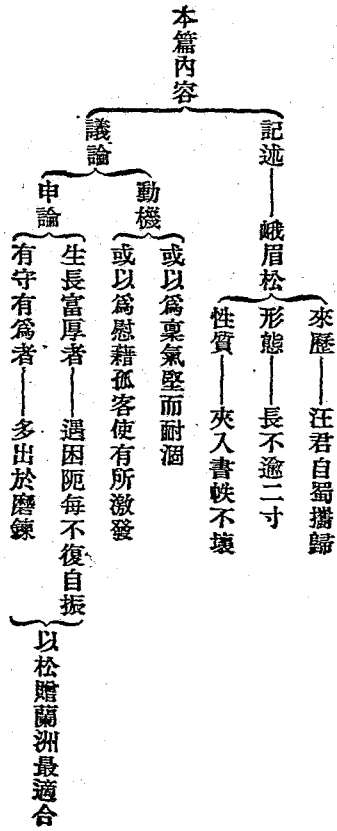 本篇內容
記述——峨眉松
來歷——汪君自蜀攜歸
形態——長不逾二寸
性質——夾入書帙不壞
議論
動機
或以爲稟氣堅而耐涸
或以爲慰藉孤客使有所激發
申論
生長富厚者——遇困阨每不復自振
有守有爲者——多出於磨鍊
以松贈蘭洲最適合